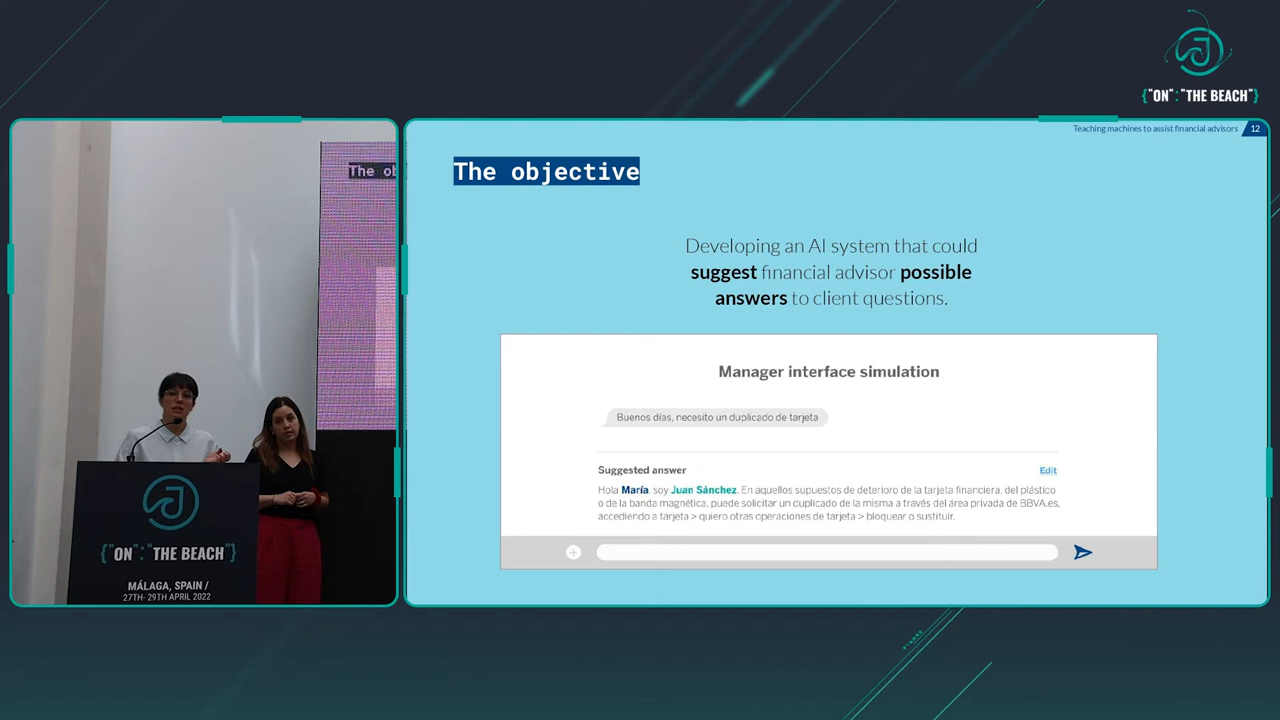 {"ON":"THE BEACH"}
Teaching machines to assist financial advisors 12
The ob
The objective
Developing an AI system that could
suggest financial advisor possible
answers to client questions.
Manager interface simulation
Buenos días, necesito un duplicado de tarjeta
Suggested answer
Edit
Hola María, soy Juan Sánchez. En aquellos supuestos de deterioro de la tarjeta financiera, del plástico
o de la banda magnética, puede solicitar un duplicado de la misma a través del área privada de BBVA.es,
accediendo a tarjeta > quiero otras operaciones de tarjeta > bloquear o sustituir.
{"ON":"THE BEACH"}
MÁLAGA, SPAIN /
27TH- 29TH APRIL 2022